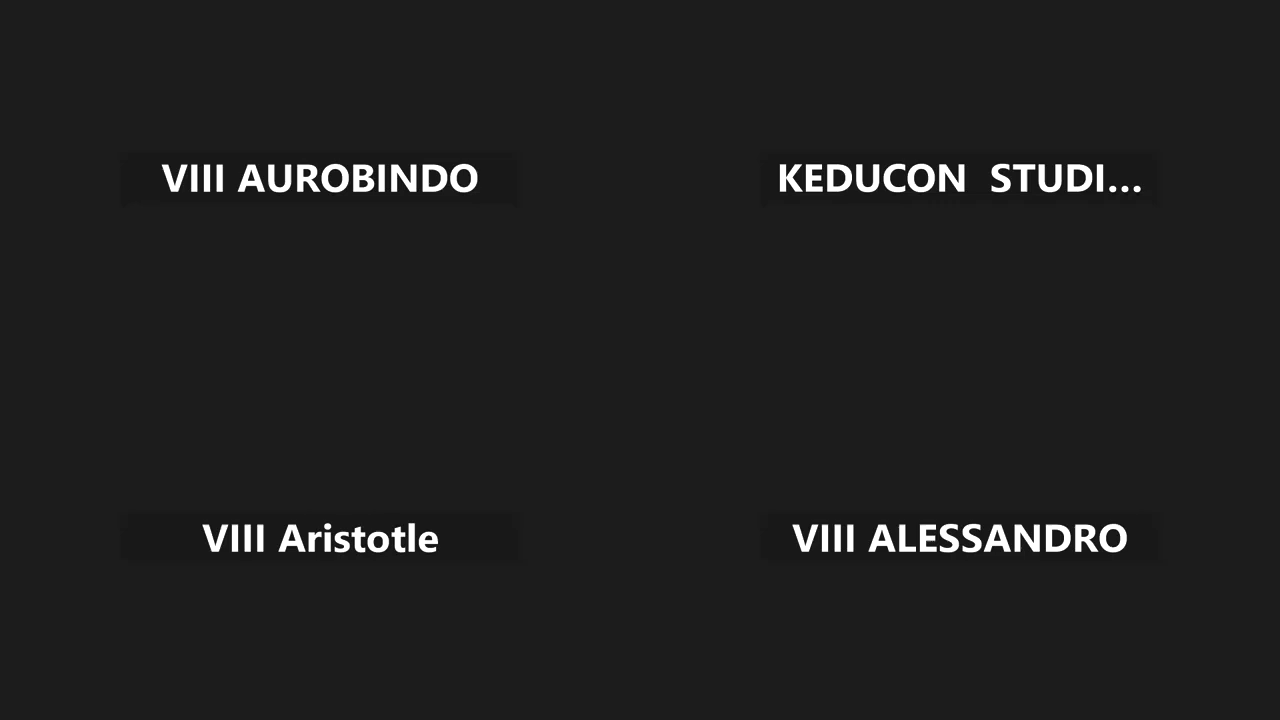 VIII AUROBINDO
KEDUCON  STUDI...
VIII Aristotle
VIII ALESSANDRO